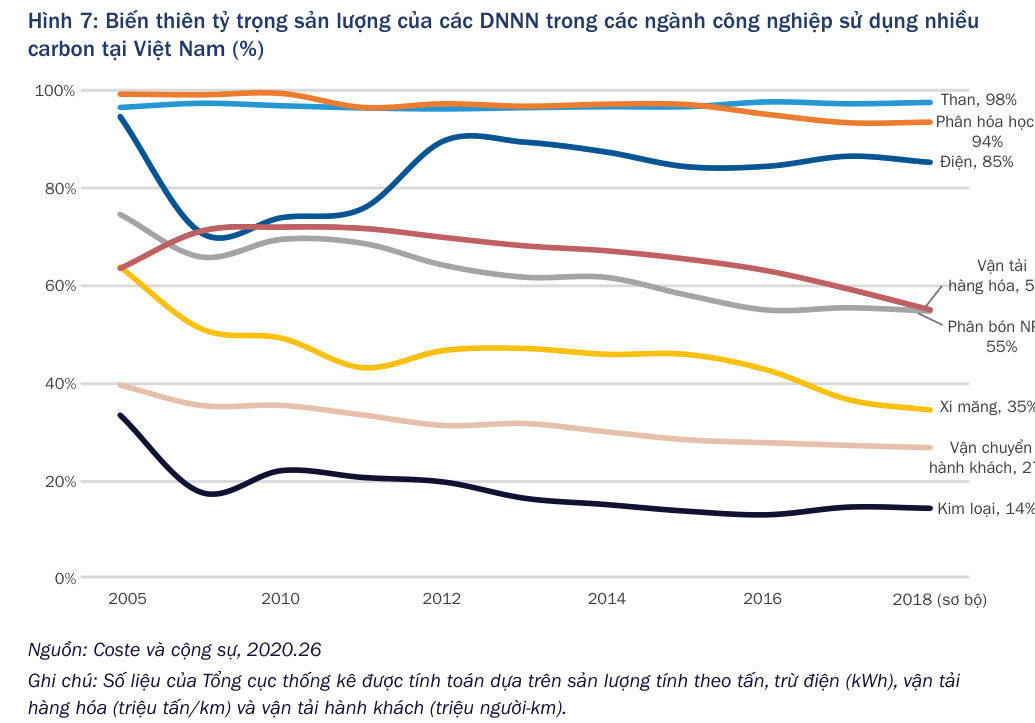 Hình 7: Biến thiên tỷ trọng sản lượng của các DNNN trong các ngành công nghiệp sử dụng nhiều
carbon tại Việt Nam (%)
100%
80%
60%
40%
20%
0%
Than, 98%
Phân hóa học
94%
Điện, 85%
Vận tải
hàng hóa, 5
Phân bón
55%
Xi măng, 35%
Vận chuyển
hành khách, 2
Kim loại, 14%
2005
2010
2012
2014
2016
2018 (sơ bộ)
Nguồn: Coste và cộng sự, 2020.26
Ghi chú: Số liệu của Tổng cục thống kê được tính toán dựa trên sản lượng tính theo tấn, trừ điện (kWh), vận tải
hàng hóa (triệu tấn/km) và vận tải hành khách (triệu người-km).